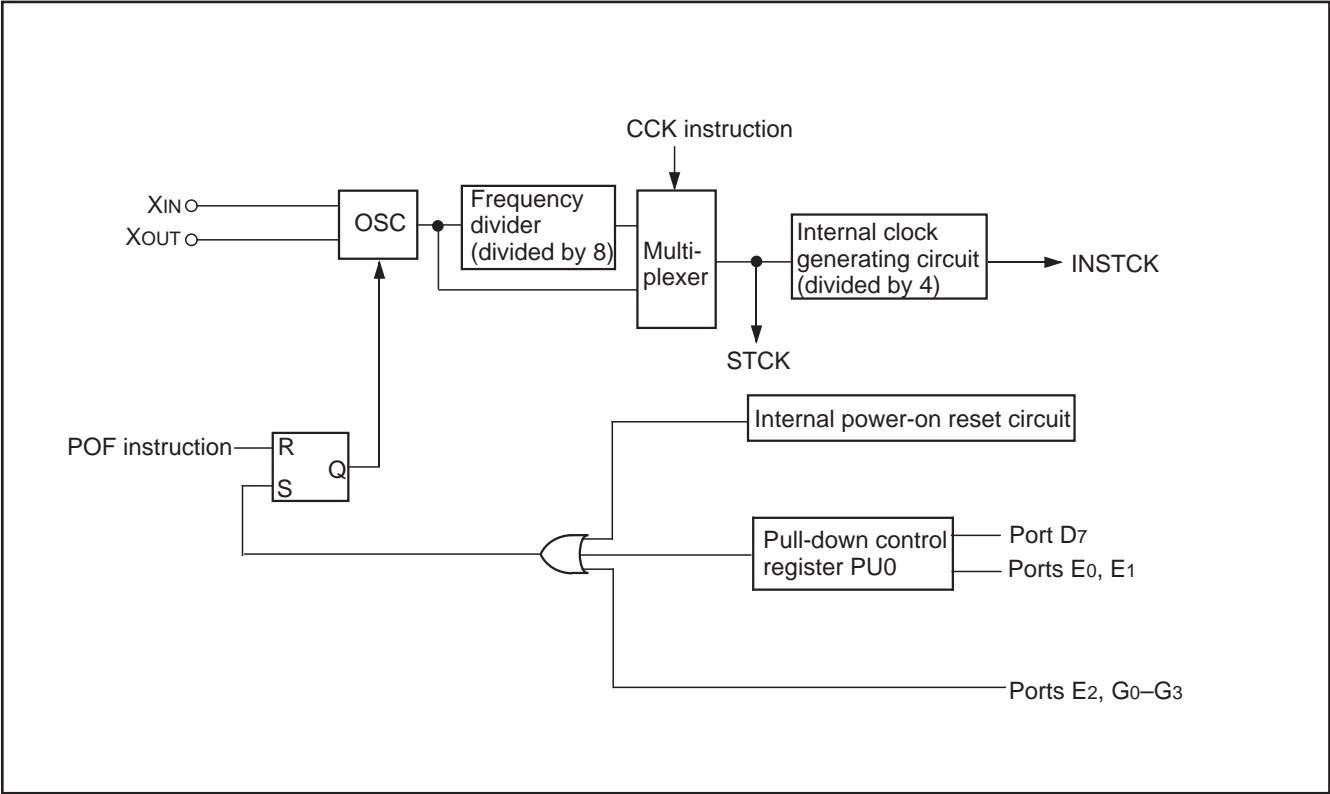 CCK instruction
XIN
XOUT
OSC
Frequency
divider
(divided by 8)
Multi-
plexer
Internal clock
generating circuit
(divided by 4)
INSTCK
STCK
Internal power-on reset circuit
POF instruction
R
S
Q
Pull-down control
register PU0
Port D7
Ports E0, E1
Ports E2, G0–G3